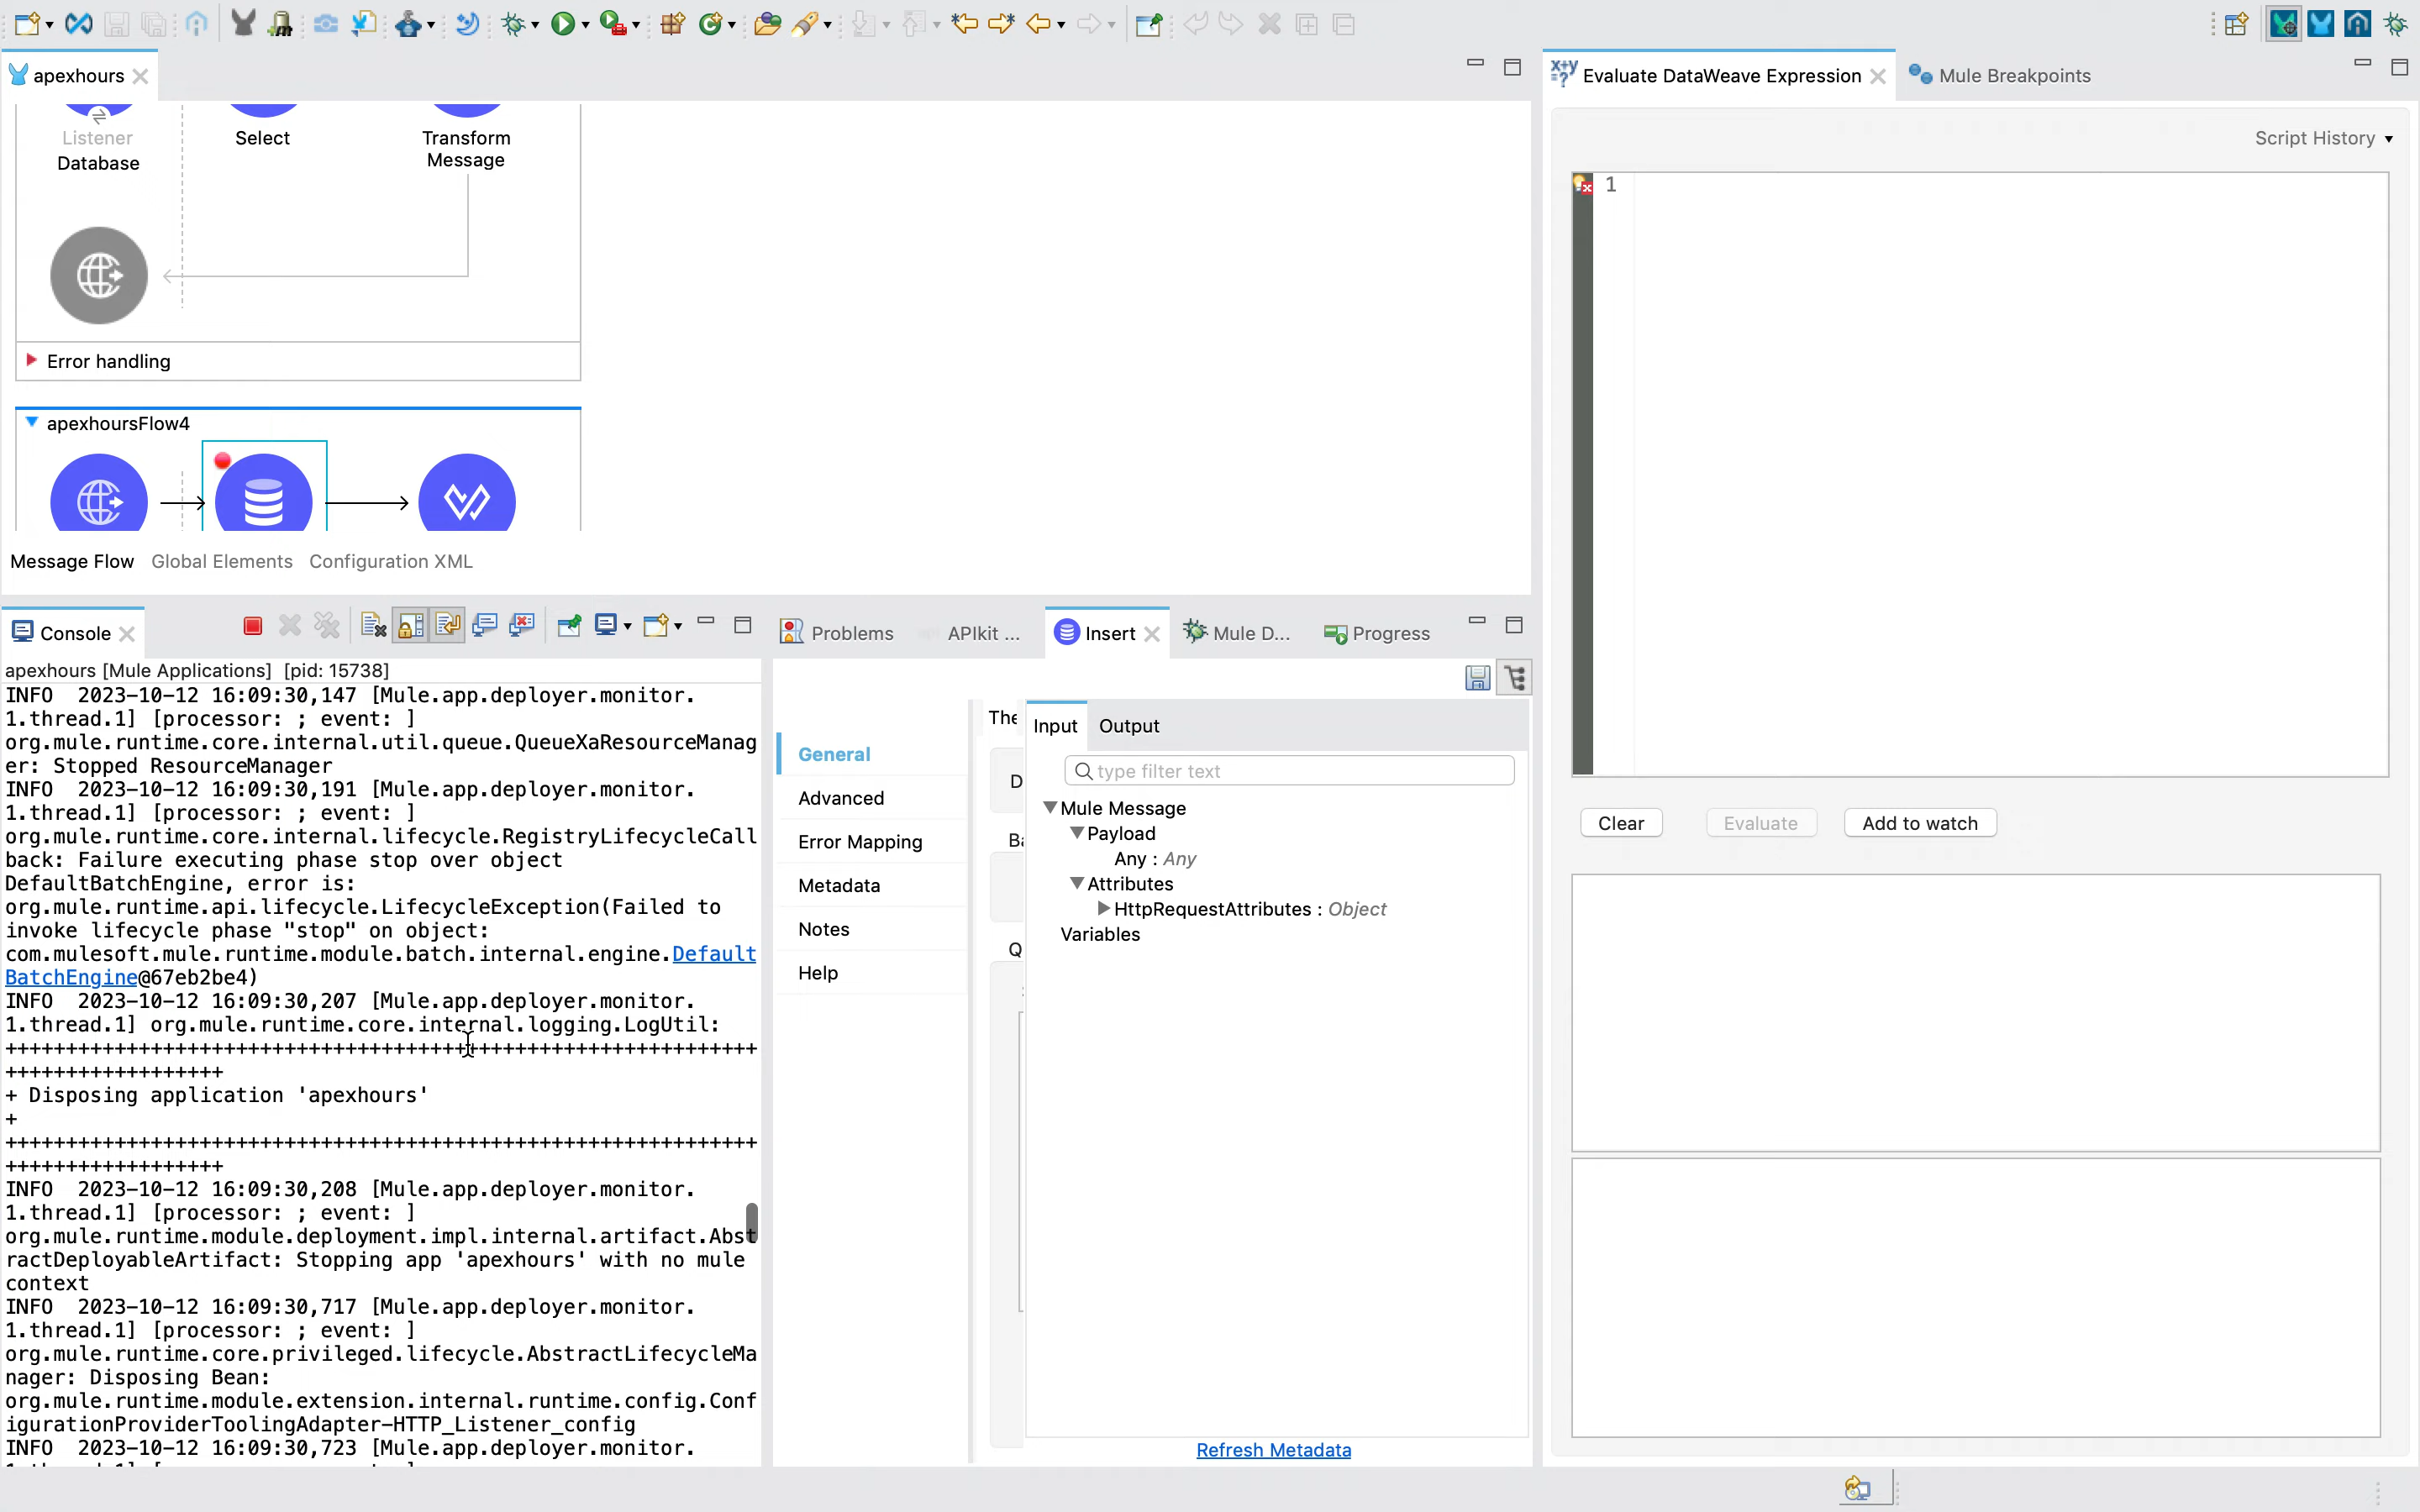 apexhours
Evaluate DataWeave Expression
Mule Breakpoints
Listener
Database
Select
Transform
Message
Script History
1
Error handling
apexhoursFlow4
Message Flow
Global Elements
Configuration XML
Clear
Evaluate
Add to watch
Console
Problems
APIkit ...
Insert
Mule D...
Progress
apexhours [Mule Applications] [pid: 15738]
INFO 2023-10-12 16:09:30,147 [Mule.app.deployer.monitor.
1.thread.1] [processor: ; event: ]
org.mule.runtime.core.internal.util.queue.QueueXaResourceManag
er: Stopped ResourceManager
INFO 2023-10-12 16:09:30,191 [Mule.app.deployer.monitor.
1.thread.1] [processor: ; event: ]
org.mule.runtime.core.internal.lifecycle.RegistryLifecycleCall
back: Failure executing phase stop over object
DefaultBatchEngine, error is:
org.mule.runtime.api.lifecycle.LifecycleException(Failed to
invoke lifecycle phase "stop" on object:
com.mulesoft.mule.runtime.module.batch.internal.engine.Default
BatchEngine@67eb2be4)
INFO 2023-10-12 16:09:30,207 [Mule.app.deployer.monitor.
1.thread.1] org.mule.runtime.core.internal.logging.LogUtil:
++++++++++++++++++++++++++++++++++++++++++++++++++++++++++++++
++++++++++++++++++
+ Disposing application 'apexhours'
+
++++++++++++++++++++++++++++++++++++++++++++++++++++++++++++++
++++++++++++++++++
INFO 2023-10-12 16:09:30,208 [Mule.app.deployer.monitor.
1.thread.1] [processor: ; event: ]
org.mule.runtime.module.deployment.impl.internal.artifact.Abst
ractDeployableArtifact: Stopping app 'apexhours' with no mule
context
INFO 2023-10-12 16:09:30,717 [Mule.app.deployer.monitor.
1.thread.1] [processor: ; event: ]
org.mule.runtime.core.privileged.lifecycle.AbstractLifecycleMa
nager: Disposing Bean:
org.mule.runtime.module.extension.internal.runtime.config.Conf
igurationProviderToolingAdapter-HTTP_Listener_config
INFO 2023-10-12 16:09:30,723 [Mule.app.deployer.monitor.
General
Advanced
Error Mapping
Metadata
Notes
Help
The
D
Ba
Q
Input
Output
type filter text
Mule Message
Payload
Any : Any
Attributes
HttpRequestAttributes : Object
Variables
Refresh Metadata